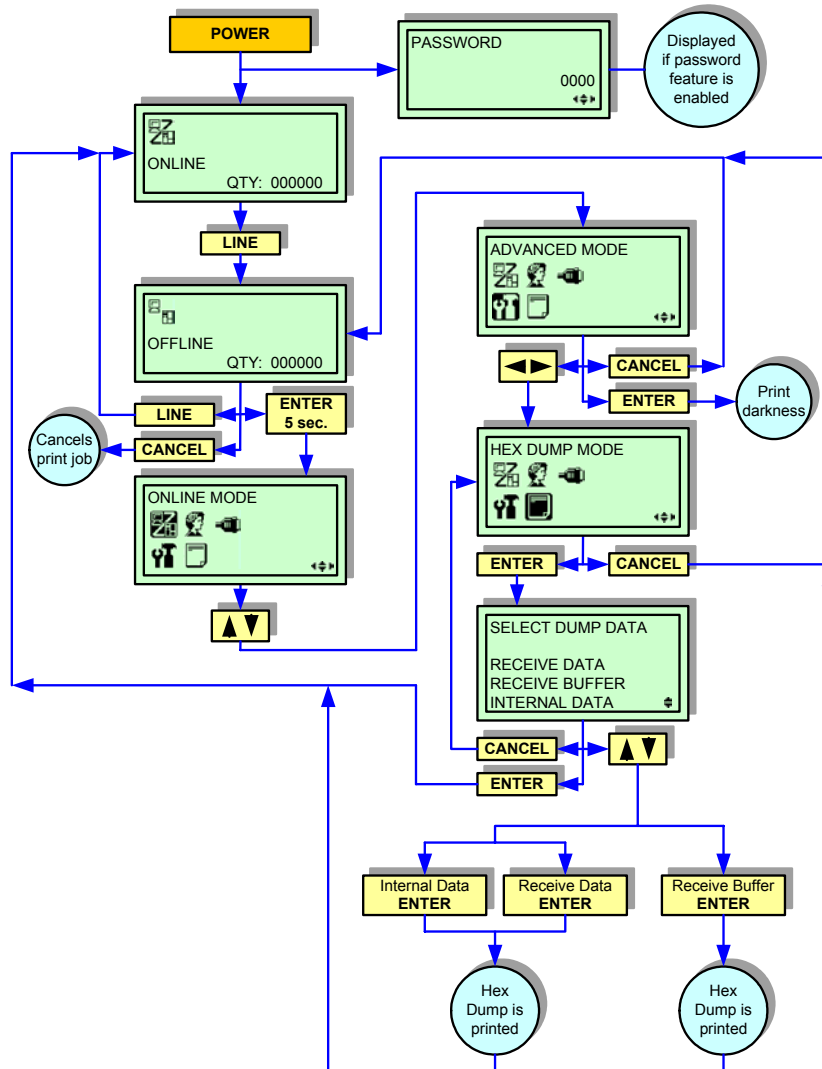 POWER
PASSWORD
0000
Displayed
if password
feature is
enabled
ONLINE
QTY: 000000
LINE
OFFLINE
QTY: 000000
LINE
ENTER
5 sec.
CANCEL
Cancels
print job
ONLINE MODE
ADVANCED MODE
CANCEL
ENTER
Print
darkness
HEX DUMP MODE
ENTER
CANCEL
SELECT DUMP DATA
RECEIVE DATA
RECEIVE BUFFER
INTERNAL DATA
CANCEL
ENTER
Internal Data
ENTER
Receive Data
ENTER
Receive Buffer
ENTER
Hex
Dump is
printed
Hex
Dump is
printed